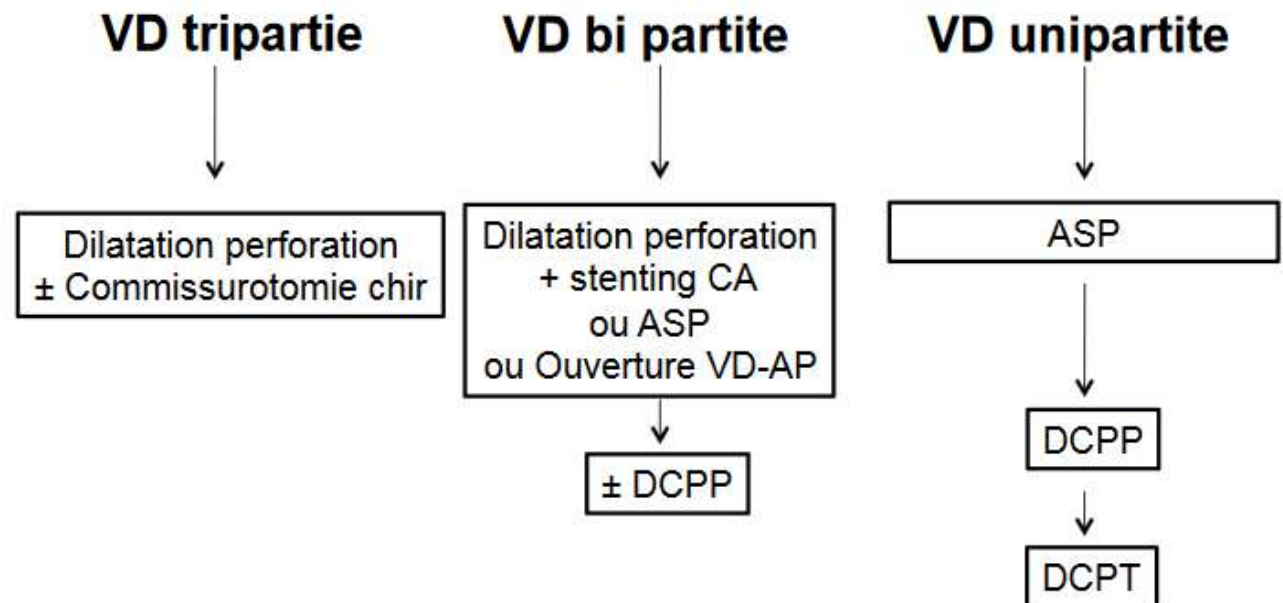 VD tripartie
Dilatation perforation
± Commissurotomie chir
VD bi partite
Dilatation perforation
+ stenting CA
ou ASP
ou Ouverture VD-AP
± DCPP
VD unipartite
ASP
DCPP
DCPT